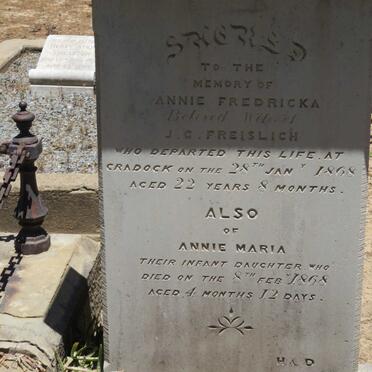 SACRED
TO THE
MEMORY OF
ANNIE FREDRICKA
Beloved Wife of
J.C. FREISLICH
WHO DEPARTED THIS LIFE AT
CRADOCK ON THE 28TH JANY 1868
AGED 22 YEARS 8 MONTHS.
ALSO
OF
ANNIE MARIA
THEIR INFANT DAUGHTER WHO
DIED ON THE 8TH FEBY 1868
AGED 4 MONTHS 12 DAYS.
H & D